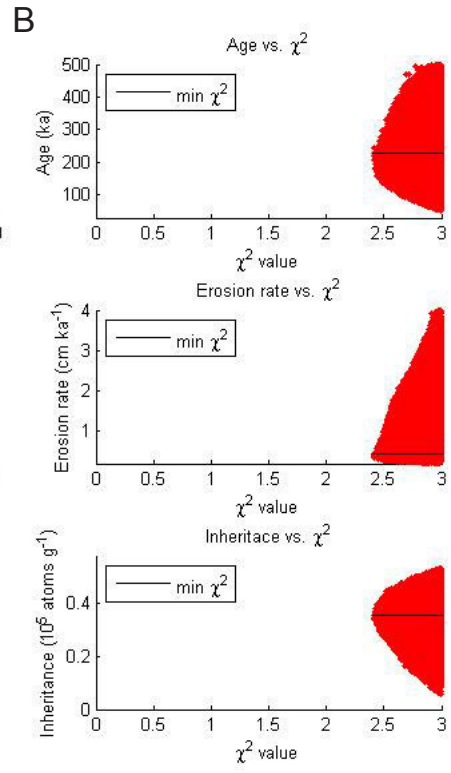 B
Age vs. χ²
500
400
300
200
100
Age (ka)
min χ²
0 0.5 1 1.5 2 2.5 3
χ² value
Erosion rate vs. χ²
4
3
2
1
Erosion rate (cm ka⁻¹)
min χ²
0 0.5 1 1.5 2 2.5 3
χ² value
Inheritace vs. χ²
0.4
0.2
0
Inheritance (10⁵ atoms g⁻¹)
min χ²
0 0.5 1 1.5 2 2.5 3
χ² value